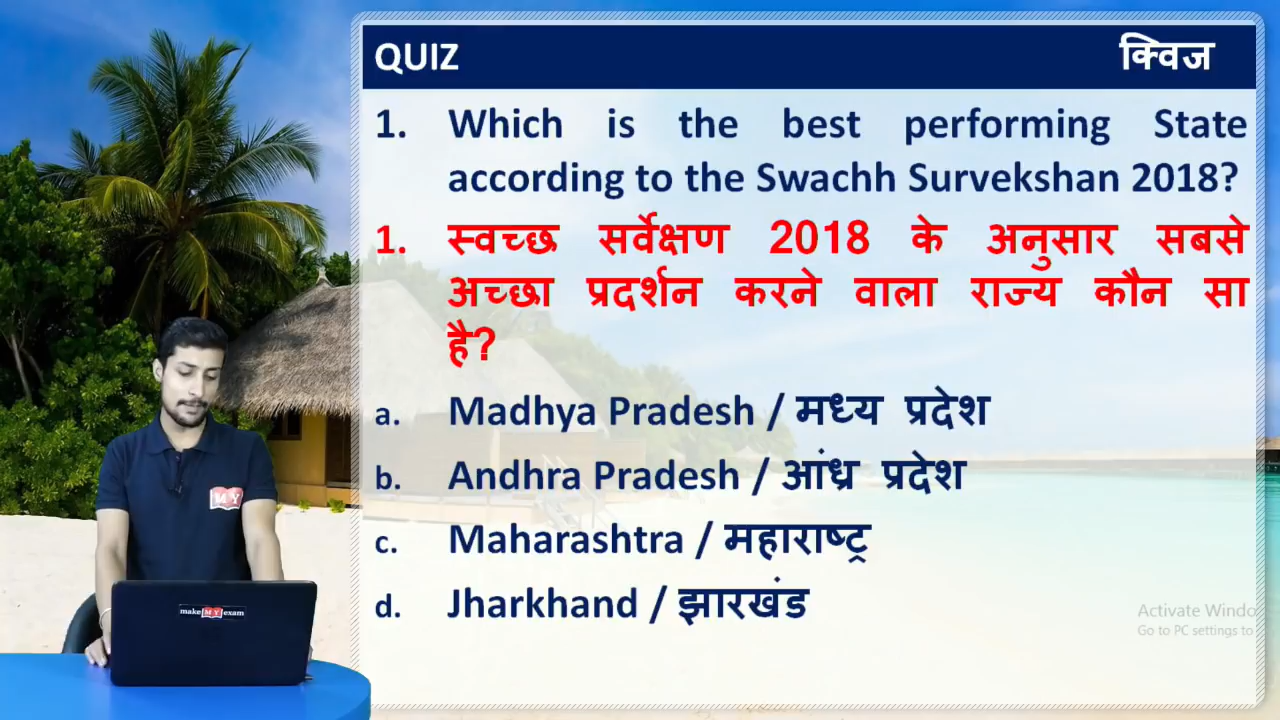 QUIZ क्विज
1. Which is the best performing State
according to the Swachh Survekshan 2018?
1. स्वच्छ सर्वेक्षण 2018 के अनुसार सबसे
अच्छा प्रदर्शन करने वाला राज्य कौन सा
है?
a. Madhya Pradesh / मध्य प्रदेश
b. Andhra Pradesh / आंध्र प्रदेश
c. Maharashtra / महाराष्ट्र
d. Jharkhand / झारखंड
M Y
make M Y exam
Activate Windo
Go to PC settings to